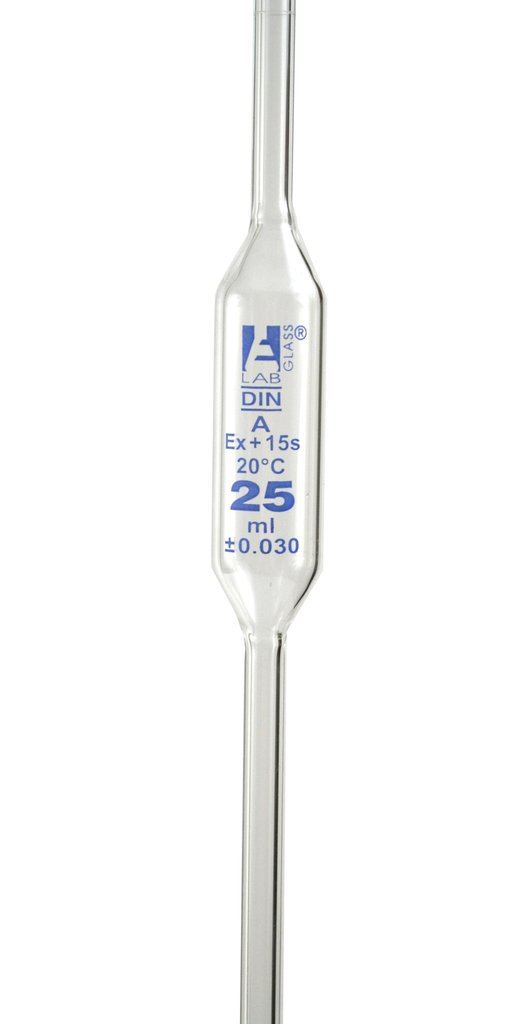 LAB GLASS®
DIN
A
Ex + 15s
20°C
25
ml
±0.030